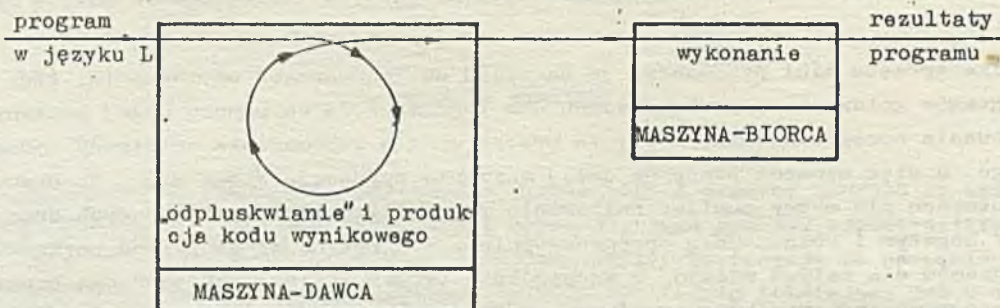 program
w języku L
„odpluskwianie" i produk-
cja kodu wynikowego
MASZYNA-DAWCA
wykonanie
MASZYNA-BIORCA
rezultaty
programu